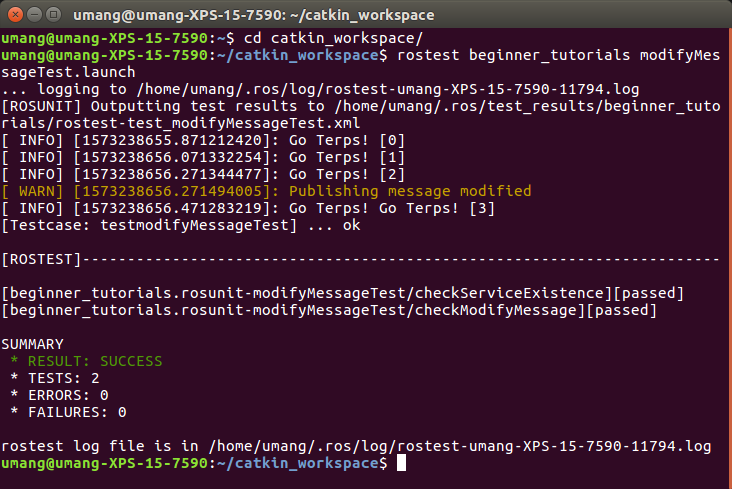 umang@umang-XPS-15-7590: ~/catkin_workspace
umang@umang-XPS-15-7590:~$ cd catkin_workspace/
umang@umang-XPS-15-7590:~/catkin_workspace$ rostest beginner_tutorials modifyMes
sageTest.launch
... logging to /home/umang/.ros/log/rostest-umang-XPS-15-7590-11794.log
[ROSUNIT] Outputting test results to /home/umang/.ros/test_results/beginner_tuto
rials/rostest-test_modifyMessageTest.xml
[ INFO] [1573238655.871212420]: Go Terps! [0]
[ INFO] [1573238656.071332254]: Go Terps! [1]
[ INFO] [1573238656.271344477]: Go Terps! [2]
[ WARN] [1573238656.271494005]: Publishing message modified
[ INFO] [1573238656.471283219]: Go Terps! Go Terps! [3]
[Testcase: testmodifyMessageTest] ... ok

[ROSTEST]-----------------------------------------------------------------------

[beginner_tutorials.rosunit-modifyMessageTest/checkServiceExistence][passed]
[beginner_tutorials.rosunit-modifyMessageTest/checkModifyMessage][passed]

SUMMARY
 * RESULT: SUCCESS
 * TESTS: 2
 * ERRORS: 0
 * FAILURES: 0

rostest log file is in /home/umang/.ros/log/rostest-umang-XPS-15-7590-11794.log
umang@umang-XPS-15-7590:~/catkin_workspace$